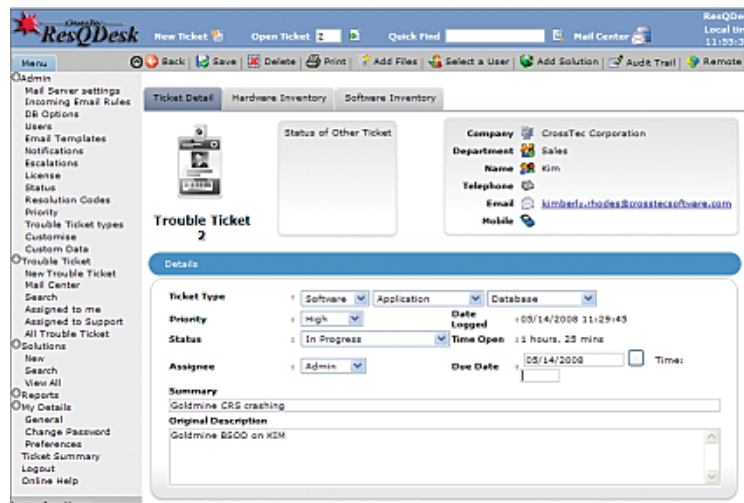 CrossTec
ResQDesk
New Ticket
Open Ticket 2
Quick Find
Mail Center
ResQDe
Local tim
11:55:3
Menu
Back | Save | Delete | Print | Add Files | Select a User | Add Solution | Audit Trail | Remote
Admin
Mail Server settings
Incoming Email Rules
DB Options
Users
Email Templates
Notifications
Escalations
License
Status
Resolution Codes
Priority
Trouble Ticket types
Customise
Custom Data
Trouble Ticket
New Trouble Ticket
Mail Center
Search
Assigned to me
Assigned to Support
All Trouble Ticket
Solutions
New
Search
View All
Reports
My Details
General
Change Password
Preferences
Ticket Summary
Logout
Online Help
Ticket Detail
Hardware Inventory
Software Inventory
Trouble Ticket
2
Status of Other Ticket
Company CrossTec Corporation
Department Sales
Name Kim
Telephone
Email kimberly.rhodes@crosstecsoftware.com
Mobile
Details
Ticket Type : Software Application Database
Priority : High
Date Logged : 05/14/2008 11:29:43
Status : In Progress
Time Open : 1 hours, 25 mins
Assignee : Admin
Due Date : 05/14/2008 Time:
Summary
Goldmine CRS crashing
Original Description
Goldmine BSOD on KIM